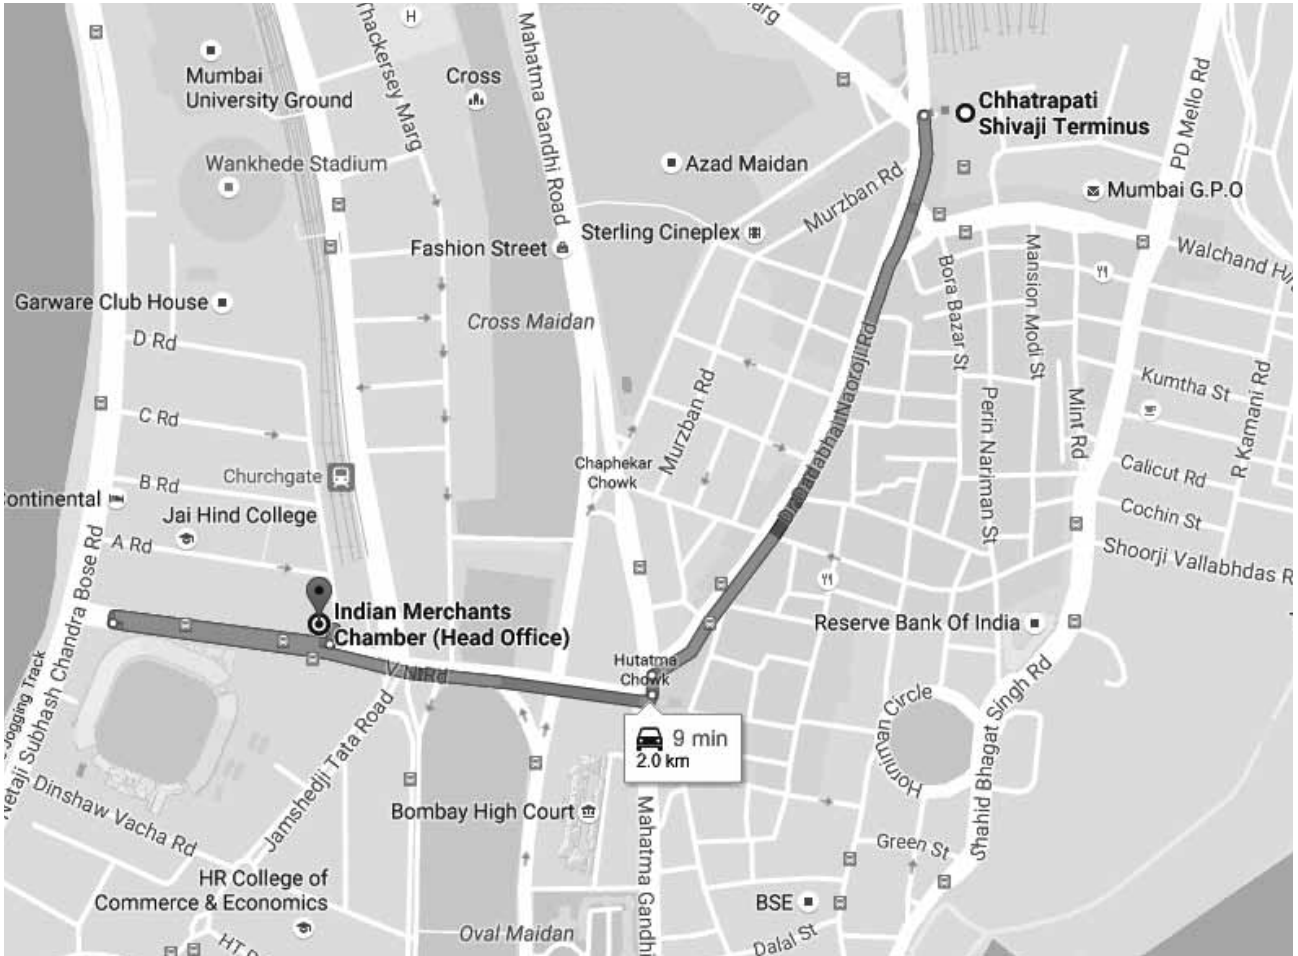 arg
Thackersey Marg
H
Mahatma Gandhi Road
Mumbai
University Ground
Cross
Chhatrapati
Shivaji Terminus
PD Mello Rd
Wankhede Stadium
Azad Maidan
Murzban Rd
Mumbai G.P.O
Fashion Street
Sterling Cineplex
Walchand H/
Bora Bazar St
Mansion Modi St
Garware Club House
Cross Maidan
D Rd
Dr Dadabhai Naoroji Rd
Murzban Rd
Perin Nariman St
Mint Rd
Kumtha St
R Kamani Rd
C Rd
Churchgate
Chaphekar
Chowk
Calicut Rd
B Rd
Continental
Jai Hind College
Cochin St
A Rd
Shoorji Vallabhdas R
Netaji Subhash Chandra Bose Rd
Indian Merchants
Chamber (Head Office)
Reserve Bank Of India
Hutatma
Chowk
V N Rd
Jogging Track
Jamshedji Tata Road
Horniman Circle
Shahid Bhagat Singh Rd
9 min
2.0 km
Dinshaw Vacha Rd
Bombay High Court
Mahatma Gandhi
Green St
HR College of
Commerce & Economics
BSE
Oval Maidan
Dalal St
HT